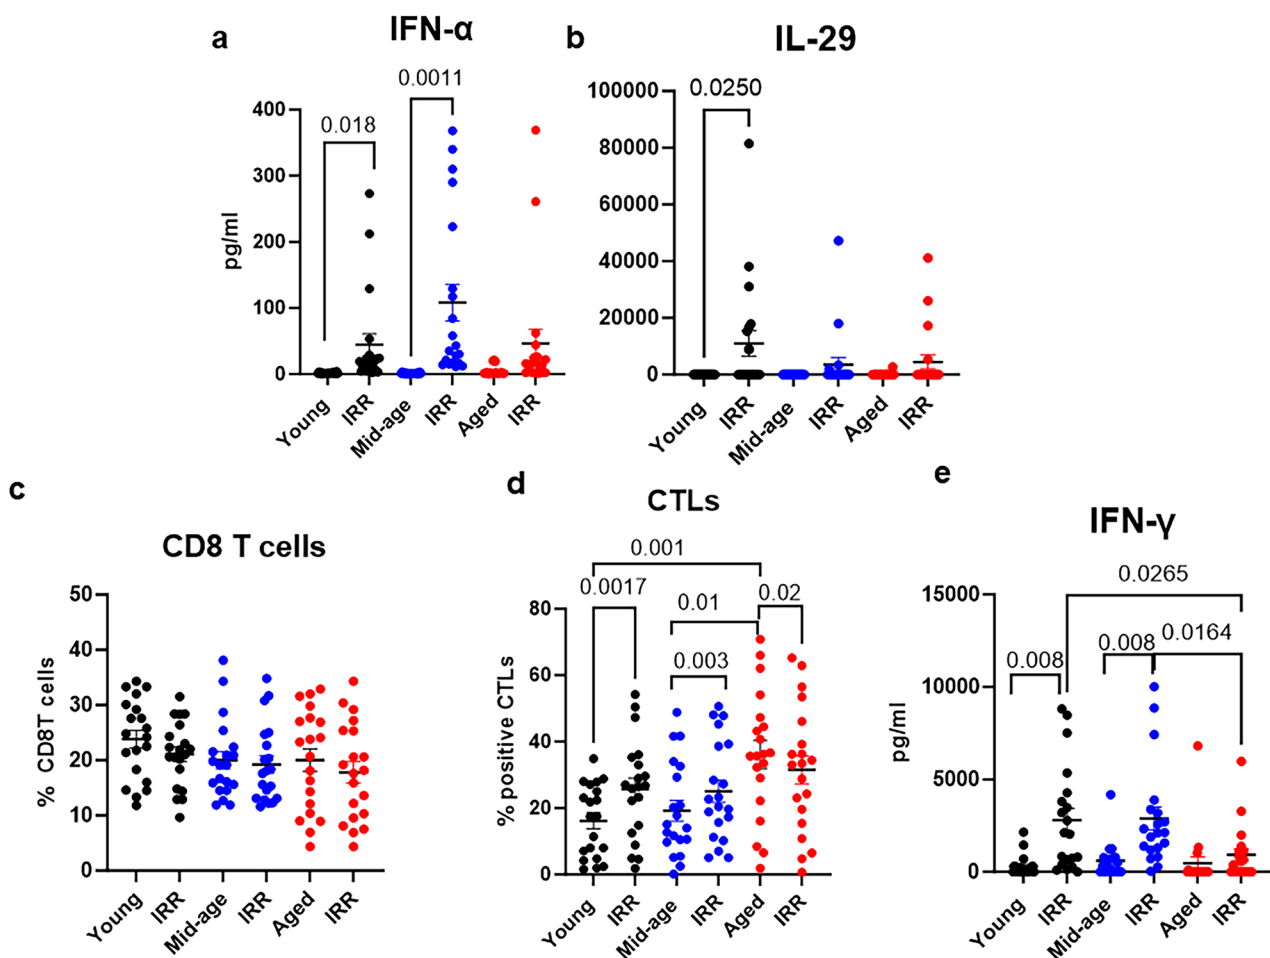 a
IFN-α
0.018
0.0011
400
300
200
100
0
pg/ml
Young
IRR
Mid-age
IRR
Aged
IRR
b
IL-29
0.0250
100000
80000
60000
40000
20000
0
Young
IRR
Mid-age
IRR
Aged
IRR
c
CD8 T cells
50
40
30
20
10
0
% CD8T cells
Young
IRR
Mid-age
IRR
Aged
IRR
d
CTLs
0.001
0.0017
0.01
0.02
0.003
80
60
40
20
0
% positive CTLs
Young
IRR
Mid-age
IRR
Aged
IRR
e
IFN-γ
0.0265
0.008
0.008
0.0164
15000
10000
5000
0
pg/ml
Young
IRR
Mid-age
IRR
Aged
IRR